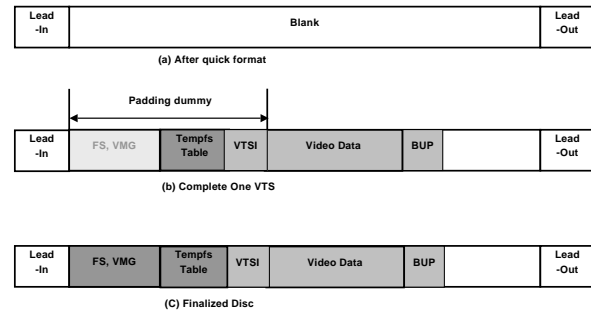 Lead
-In
Blank
Lead
-Out
(a) After quick format
Padding dummy
Lead
-In
FS, VMG
Tempfs
Table
VTSI
Video Data
BUP
Lead
-Out
(b) Complete One VTS
Lead
-In
FS, VMG
Tempfs
Table
VTSI
Video Data
BUP
Lead
-Out
(C) Finalized Disc